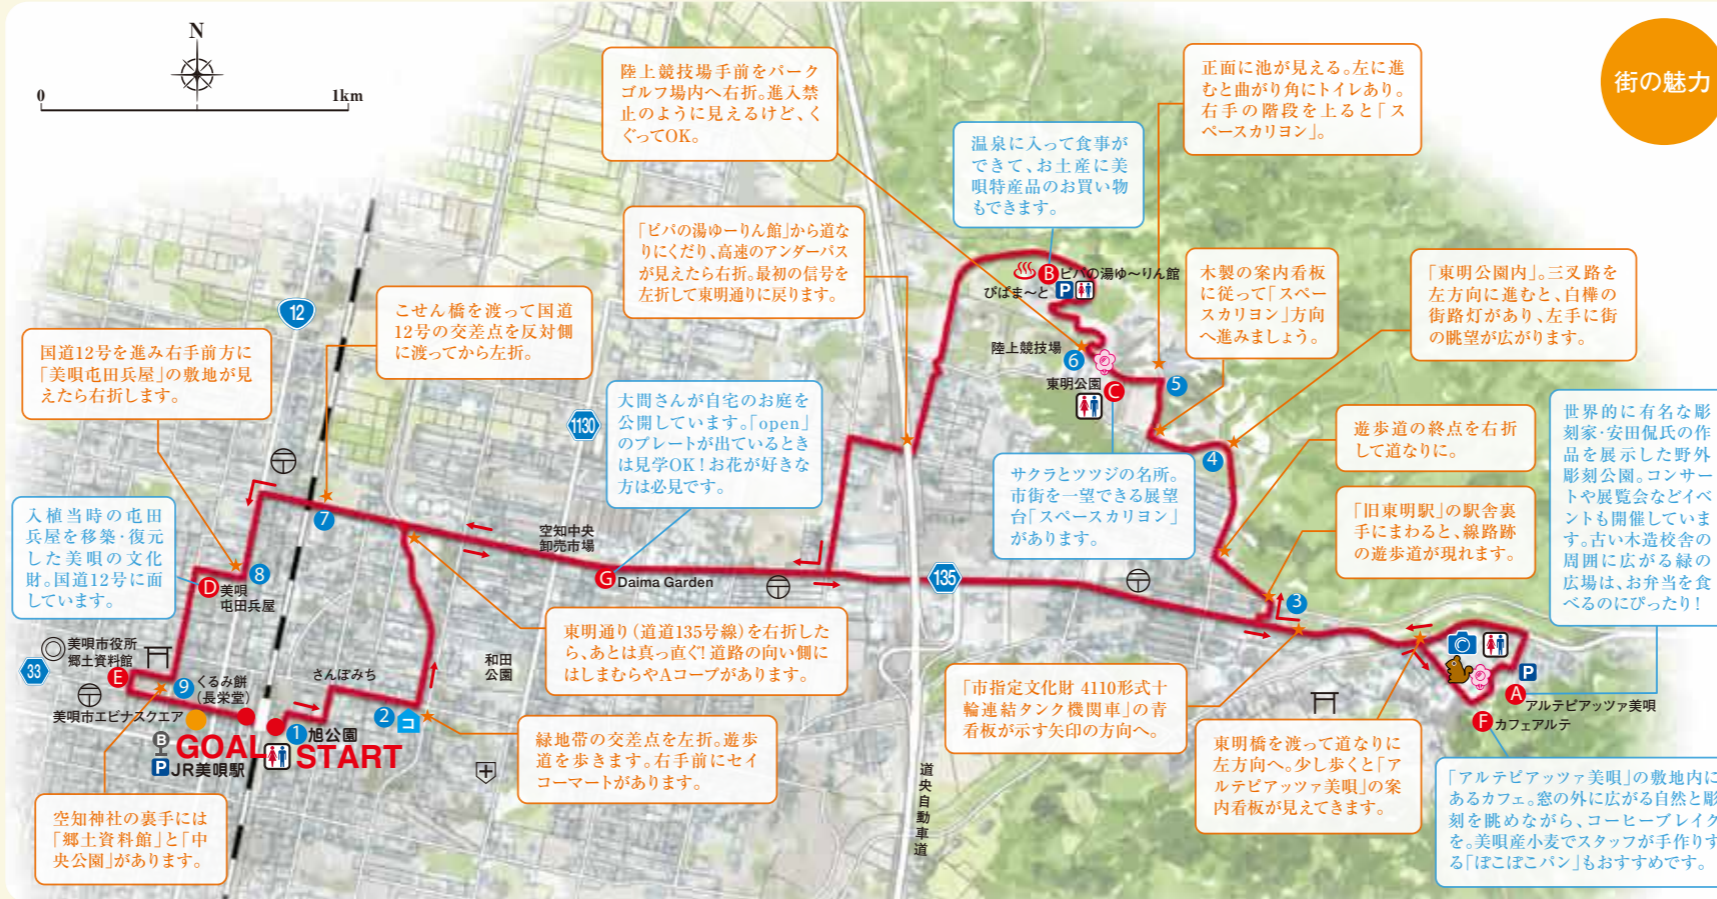 街の魅力
N
0
1km
陸上競技場手前をパーク
ゴルフ場内へ右折。進入禁
止のように見えるけど、く
ぐってOK。
正面に池が見える。左に進
むと曲がり角にトイレあり。
右手の階段を上ると「ス
ペースカリヨン」。
温泉に入って食事が
できて、お土産に美
唄特産品のお買い物
もできます。
「ピパの湯ゆーりん館」から道な
りにくだり、高速のアンダーパス
が見えたら右折。最初の信号を
左折して東明通りに戻ります。
木製の案内看板
に従って「スペー
スカリヨン」方向
へ進みましょう。
「東明公園内」。三叉路を
左方向に進むと、白樺の
街路灯があり、左手に街
の眺望が広がります。
こせん橋を渡って国道
12号の交差点を反対側
に渡ってから左折。
国道12号を進み右手前方に
「美唄屯田兵屋」の敷地が見
えたら右折します。
大間さんが自宅のお庭を
公開しています。「open」
のプレートが出ているとき
は見学OK！お花が好きな
方は必見です。
サクラとツツジの名所。
市街を一望できる展望
台「スペースカリヨン」
があります。
遊歩道の終点を右折
して道なりに。
世界的に有名な彫
刻家・安田侃氏の作
品を展示した野外
彫刻公園。コンサー
トや展覧会などイベ
ントも開催していま
す。古い木造校舎の
周囲に広がる緑の
広場は、お弁当を食
べるのにぴったり！
「旧東明駅」の駅舎裏
手にまわると、線路跡
の遊歩道が現れます。
入植当時の屯田
兵屋を移築・復元
した美唄の文化
財。国道12号に面
しています。
東明通り（道道135号線）を右折した
ら、あとは真っ直ぐ！道路の向い側に
はしまむらやAコープがあります。
緑地帯の交差点を左折。遊歩
道を歩きます。右手前にセイ
コーマートがあります。
「市指定文化財 4110形式十
輪連結タンク機関車」の青
看板が示す矢印の方向へ。
東明橋を渡って道なりに
左方向へ。少し歩くと「ア
ルテピアッツァ美唄」の案
内看板が見えてきます。
「アルテピアッツァ美唄」の敷地内に
あるカフェ。窓の外に広がる自然と彫
刻を眺めながら、コーヒーブレイク
を。美唄産小麦でスタッフが手作りす
る「ぽこぽこパン」もおすすめです。
空知神社の裏手には
「郷土資料館」と「中
央公園」があります。
12
1130
135
33
B ピパの湯ゆ〜りん館
ぴぱま〜と P
陸上競技場
6
東明公園
C
5
4
3
7
8
D 美唄
屯田兵屋
空知中央
卸売市場
G Daima Garden
美唄市役所
郷土資料館
E
9 くるみ餅
(長栄堂)
美唄市エビナスクエア
さんぽみち
2
コ
和田
公園
1 旭公園
B
GOAL
START
P JR美唄駅
道央自動車道
P
A
アルテピアッツァ美唄
F カフェアルテ